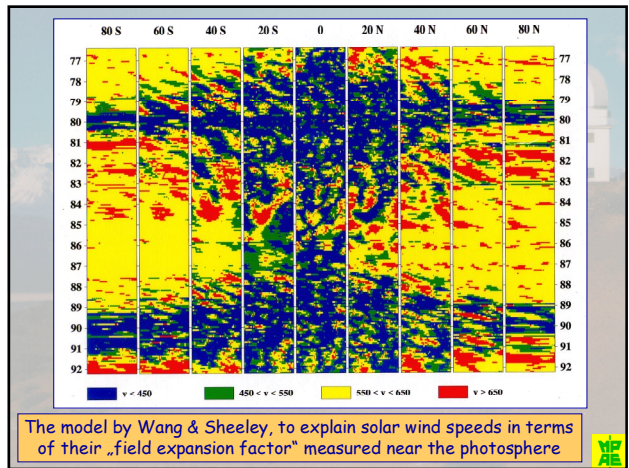 80 S 60 S 40 S 20 S 0 20 N 40 N 60 N 80 N
77 77
78 78
79 79
80 80
81 81
82 82
83 83
84 84
85 85
86 86
87 87
88 88
89 89
90 90
91 91
92 92
v < 450 450 < v < 550 550 < v < 650 v > 650
The model by Wang & Sheeley, to explain solar wind speeds in terms
of their „field expansion factor“ measured near the photosphere
MP
AE